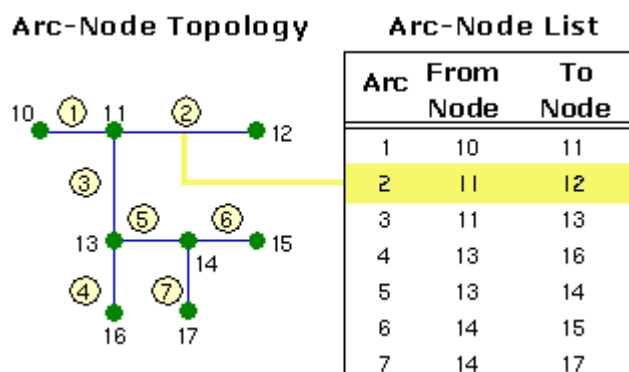 Arc-Node Topology
10 1 11 2 12
3
13 5 6 15
14
4 7
16 17
Arc-Node List
Arc From Node To Node
1 10 11
2 11 12
3 11 13
4 13 16
5 13 14
6 14 15
7 14 17